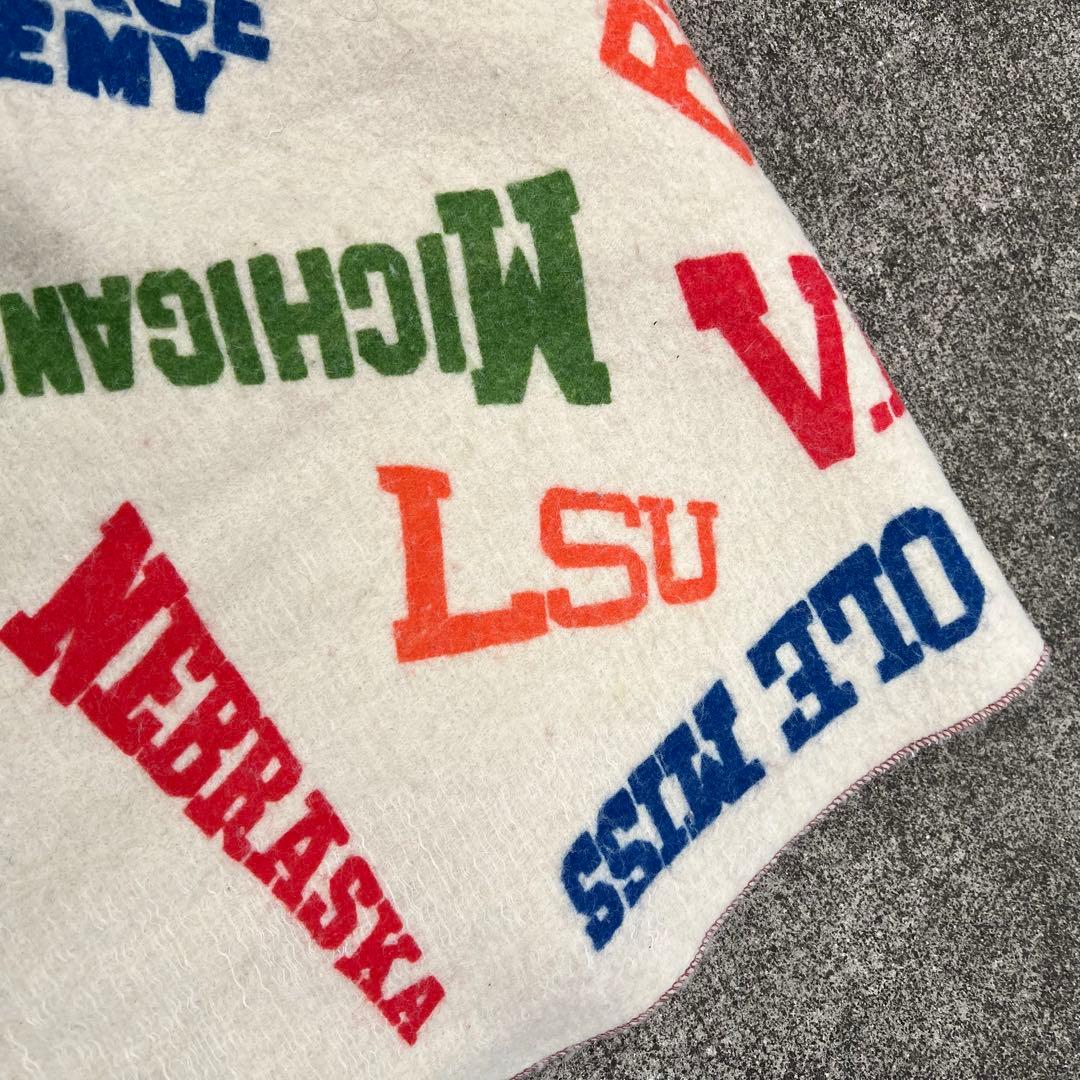 EMY
MICHIGAN
V.
LSU
NEBRASKA
OLE MISS